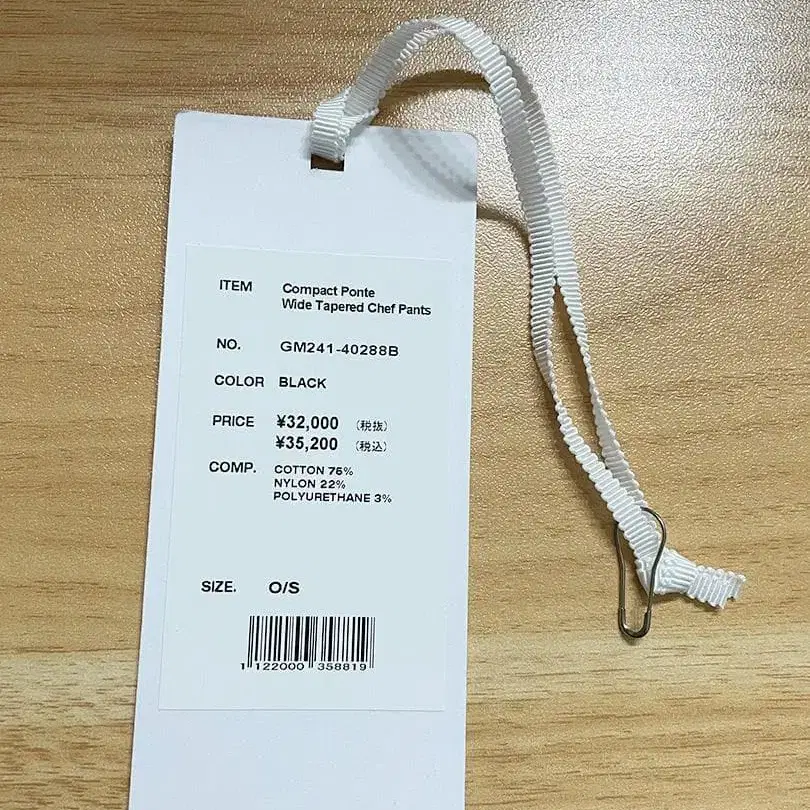 ITEM Compact Ponte
Wide Tapered Chef Pants
NO. GM241-40288B
COLOR BLACK
PRICE ¥32,000 (税抜)
¥35,200 (税込)
COMP. COTTON 75%
NYLON 22%
POLYURETHANE 3%
SIZE. O/S
1 122000 358819